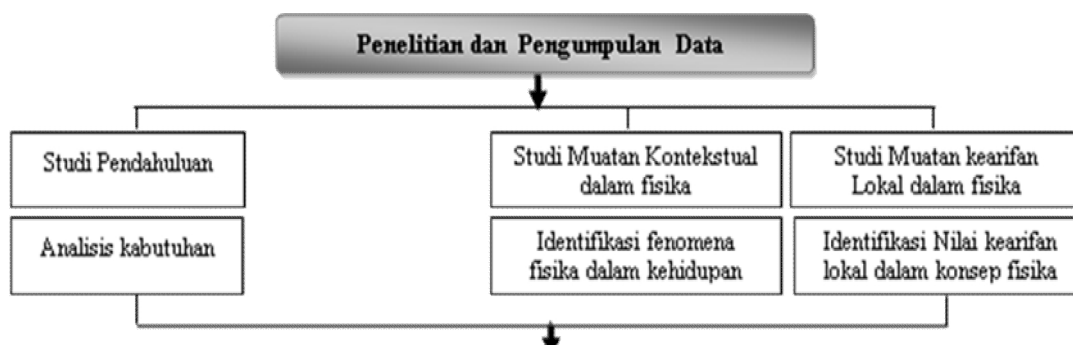 Penelitian dan Pengumpulan Data
Studi Pendahuluan
Studi Muatan Kontekstual
dalam fisika
Studi Muatan kearifan
Lokal dalam fisika
Analisis kabutuhan
Identifikasi fenomena
fisika dalam kehidupan
Identifikasi Nilai kearifan
lokal dalam konsep fisika